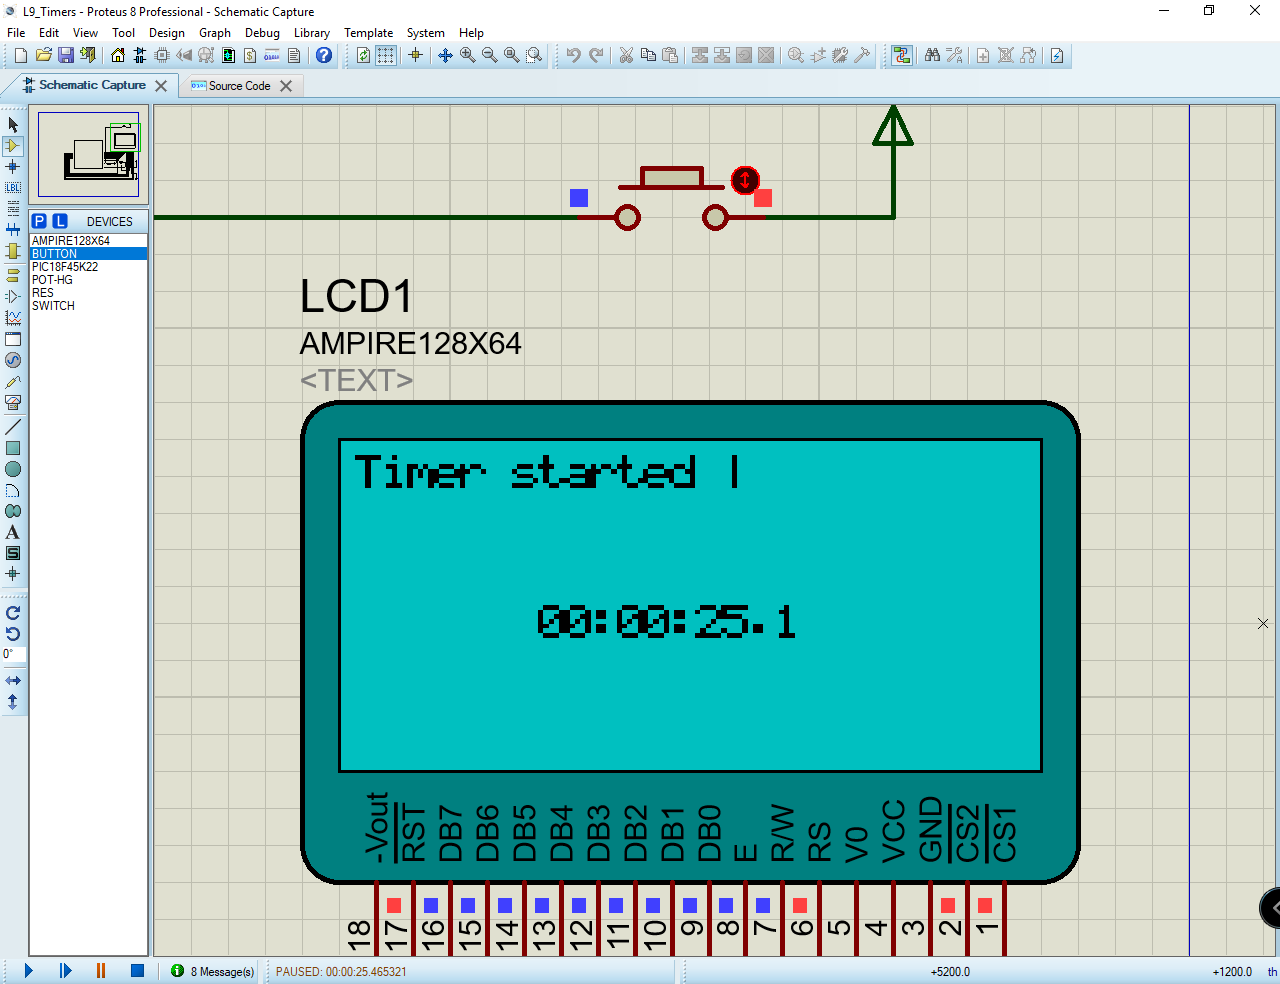 L9_Timers - Proteus 8 Professional - Schematic Capture
File Edit View Tool Design Graph Debug Library Template System Help
Schematic Capture
Source Code
P L DEVICES
AMPIRE128X64
BUTTON
PIC18F45K22
POT-HG
RES
SWITCH
LBL
A
S
0°
LCD1
AMPIRE128X64
<TEXT>
Timer started |
00:00:25.1
-Vout RST DB7 DB6 DB5 DB4 DB3 DB2 DB1 DB0 E R/W RS V0 VCC GND CS2 CS1
18 17 16 15 14 13 12 11 10 9 8 7 6 5 4 3 2 1
8 Message(s)
PAUSED: 00:00:25.465321
+5200.0
+1200.0
th